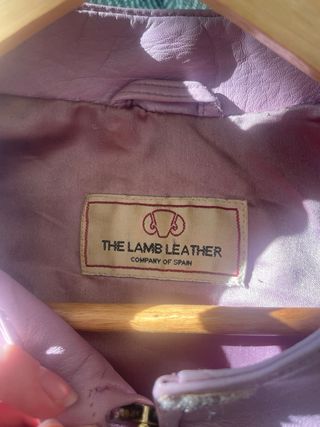 THE LAMB LEATHER
COMPANY OF SPAIN